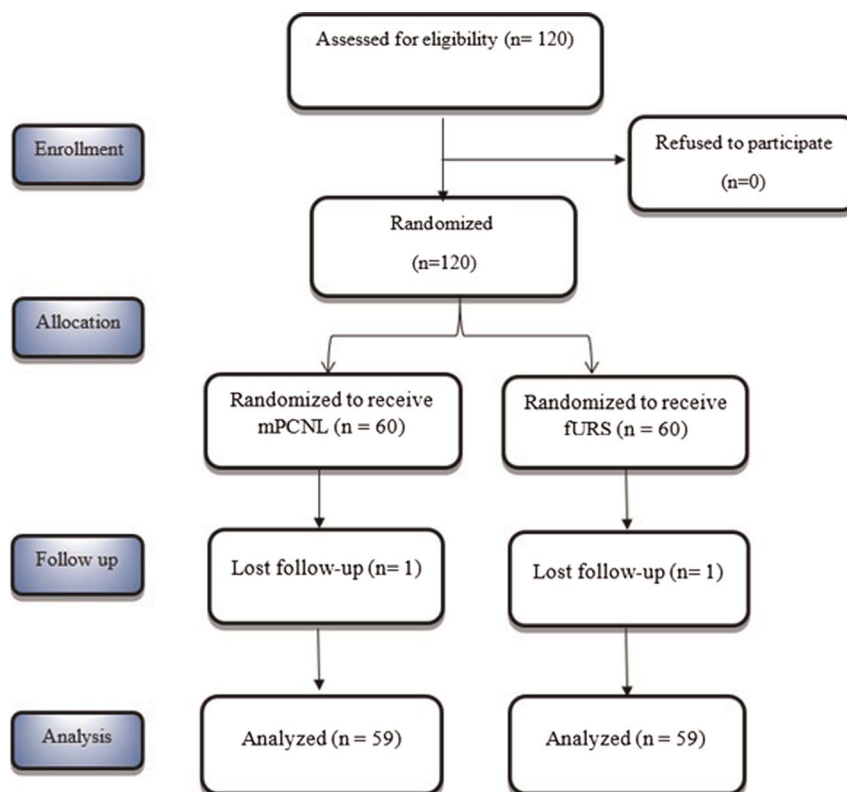 Assessed for eligibility (n= 120)
Enrollment
Refused to participate
(n=0)
Randomized
(n=120)
Allocation
Randomized to receive
mPCNL (n = 60)
Randomized to receive
fURS (n = 60)
Follow up
Lost follow-up (n= 1)
Lost follow-up (n= 1)
Analysis
Analyzed (n = 59)
Analyzed (n = 59)